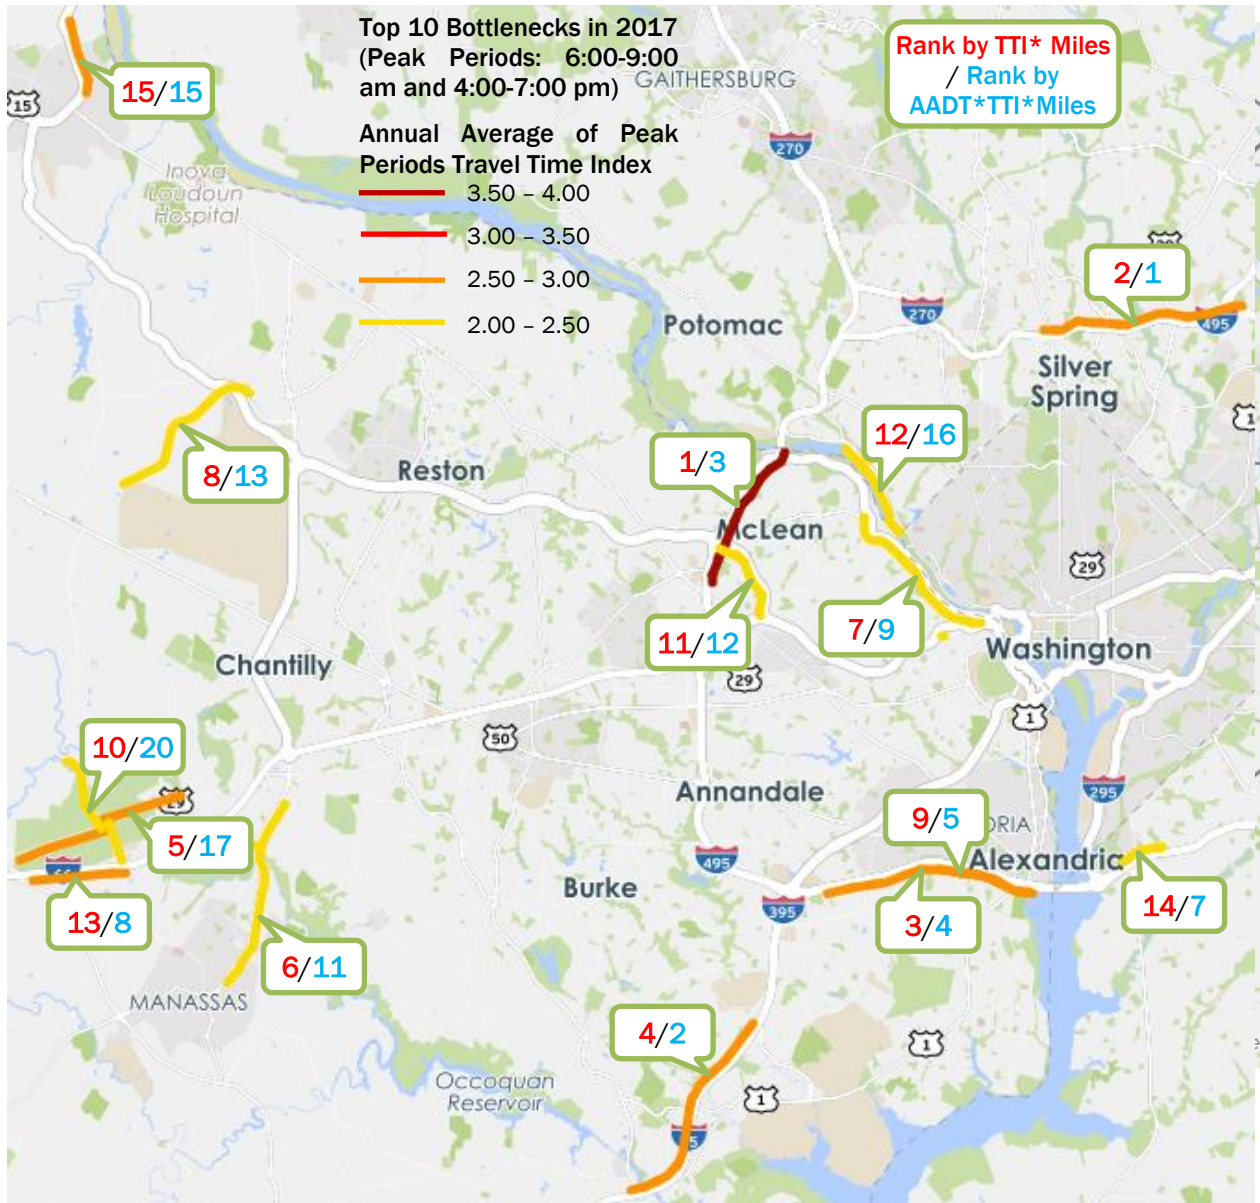 Top 10 Bottlenecks in 2017
(Peak Periods: 6:00-9:00
am and 4:00-7:00 pm)
Annual Average of Peak
Periods Travel Time Index
3.50 – 4.00
3.00 – 3.50
2.50 – 3.00
2.00 – 2.50
Rank by TTI* Miles
/ Rank by
AADT*TTI*Miles
GAITHERSBURG
15/15
15
270
Inova
Loudoun
Hospital
2/1
270
495
Potomac
Silver
Spring
1
12/16
1/3
8/13
Reston
McLean
29
7/9
11/12
Washington
Chantilly
29
1
50
10/20
29
5/17
Annandale
295
9/5
Alexandria
495
Burke
395
3/4
14/7
13/8
6/11
MANASSAS
4/2
Occoquan
Reservoir
1
1